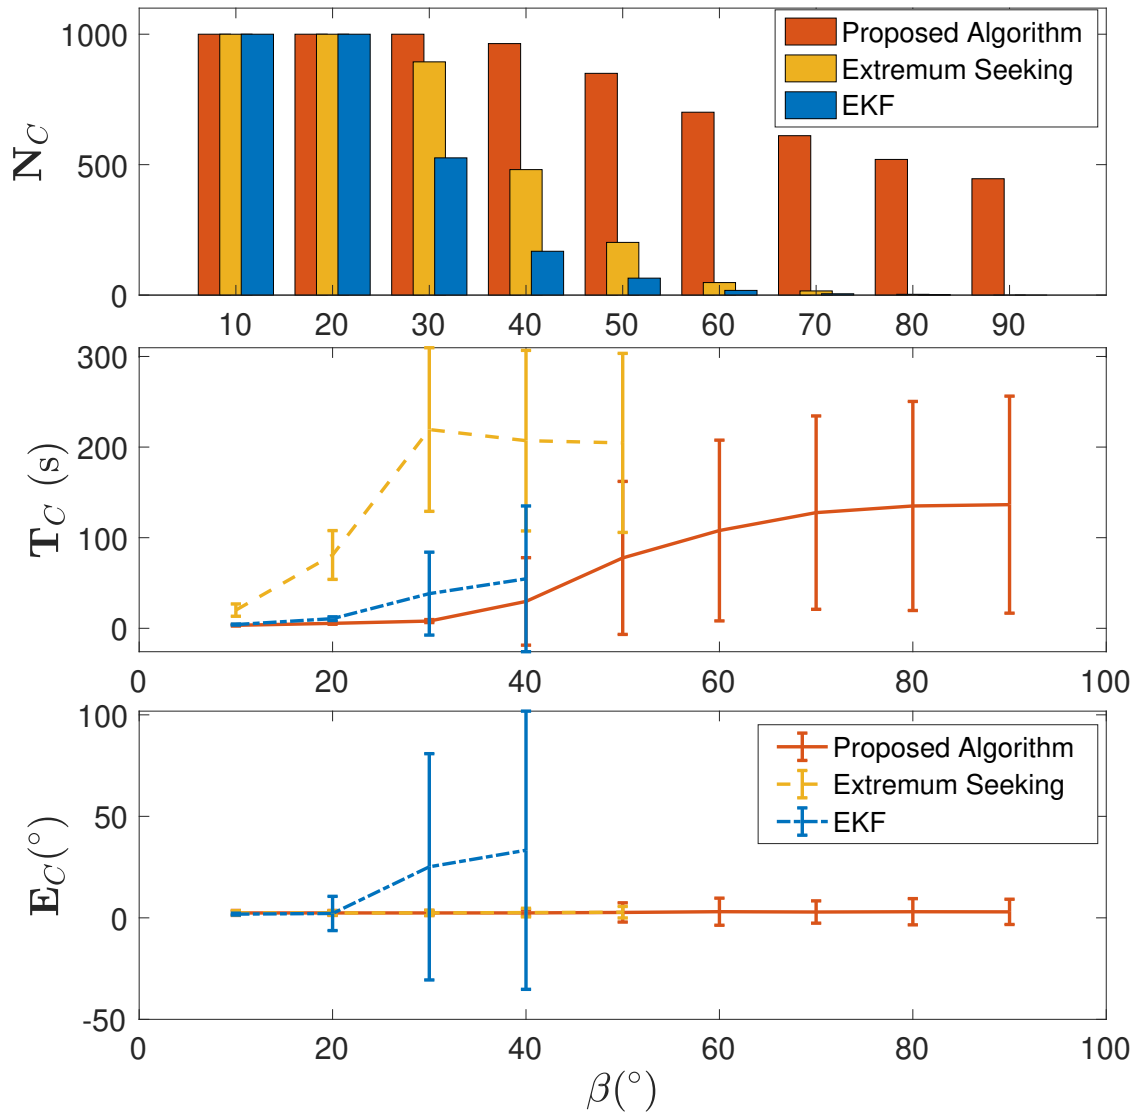 1000
500
0
N_C
Proposed Algorithm
Extremum Seeking
EKF
10 20 30 40 50 60 70 80 90
300
200
100
0
T_C (s)
0 20 40 60 80 100
100
50
0
-50
E_C(°)
Proposed Algorithm
Extremum Seeking
EKF
0 20 40 60 80 100
β(°)